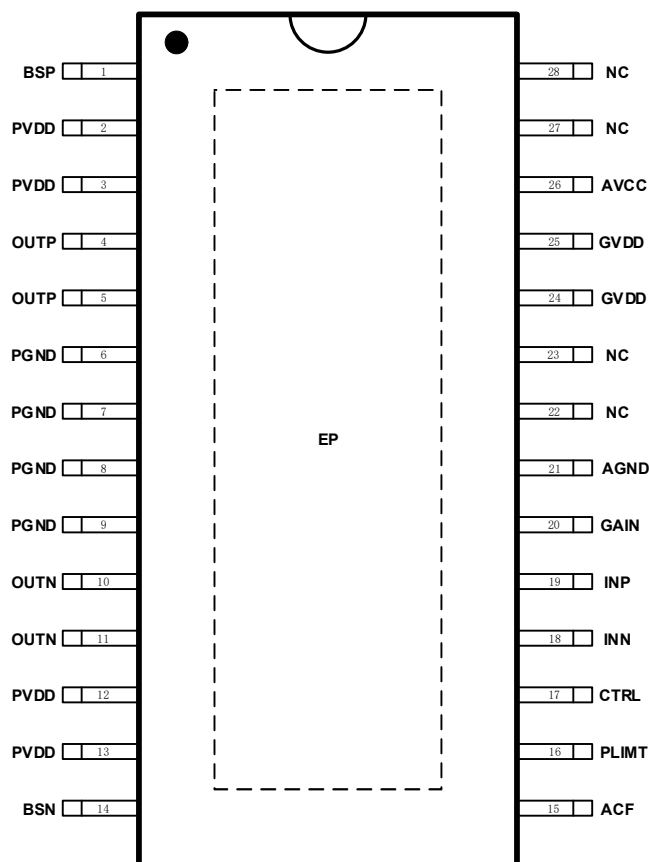 BSP 1 28 NC
PVDD 2 27 NC
PVDD 3 26 AVCC
OUTP 4 25 GVDD
OUTP 5 24 GVDD
PGND 6 23 NC
PGND 7 22 NC
EP
PGND 8 21 AGND
PGND 9 20 GAIN
OUTN 10 19 INP
OUTN 11 18 INN
PVDD 12 17 CTRL
PVDD 13 16 PLIMT
BSN 14 15 ACF